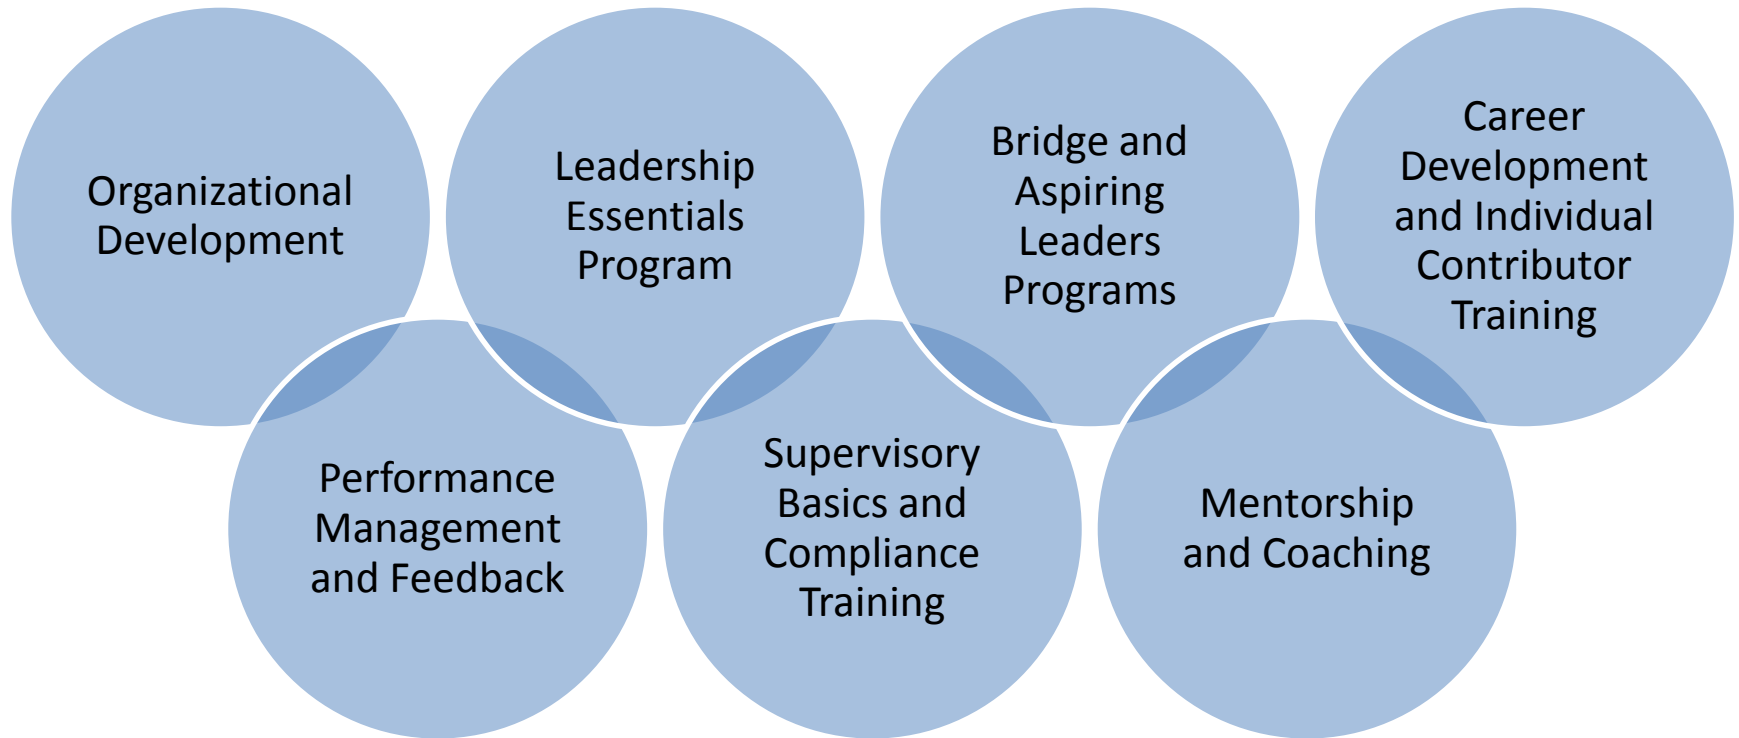 Organizational
Development
Leadership
Essentials
Program
Bridge and
Aspiring
Leaders
Programs
Career
Development
and Individual
Contributor
Training
Performance
Management
and Feedback
Supervisory
Basics and
Compliance
Training
Mentorship
and Coaching